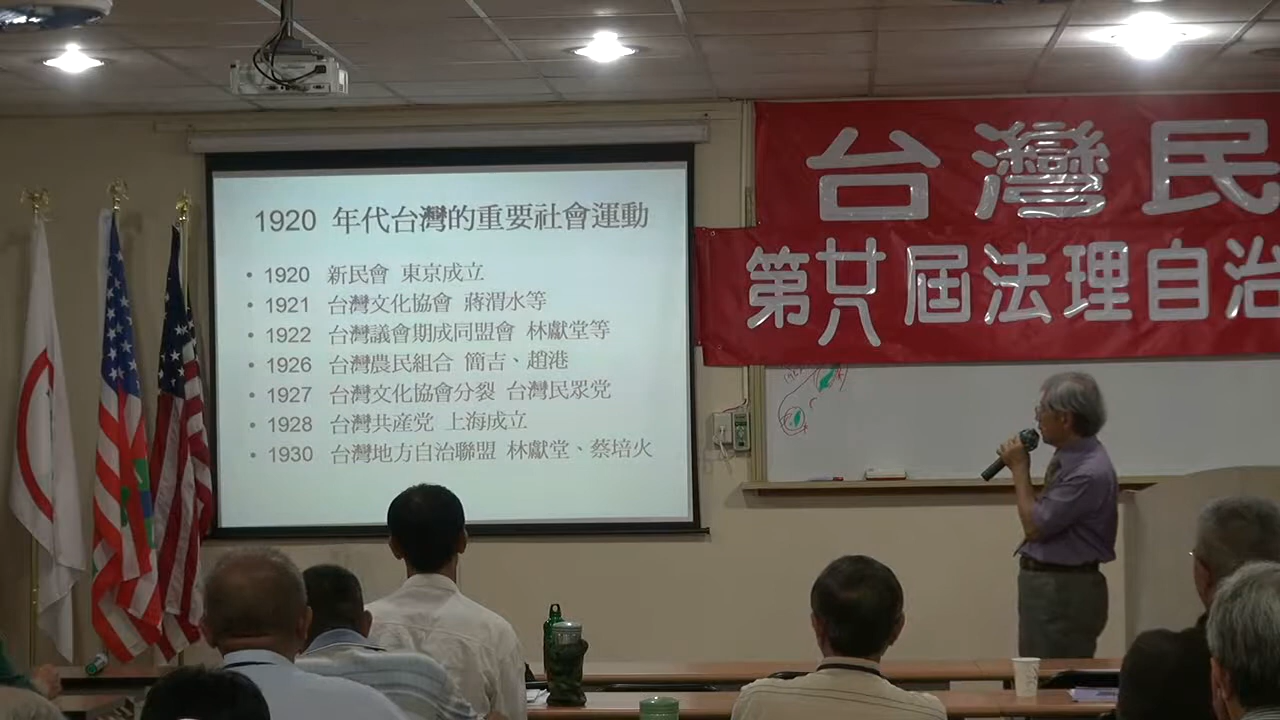 1920 年代台灣的重要社會運動
• 1920 新民會 東京成立
• 1921 台灣文化協會 蔣渭水等
• 1922 台灣議會期成同盟會 林獻堂等
• 1926 台灣農民組合 簡吉、趙港
• 1927 台灣文化協會分裂 台灣民眾党
• 1928 台灣共産党 上海成立
• 1930 台灣地方自治聯盟 林獻堂、蔡培火
台灣民
第廿八屆法理自治